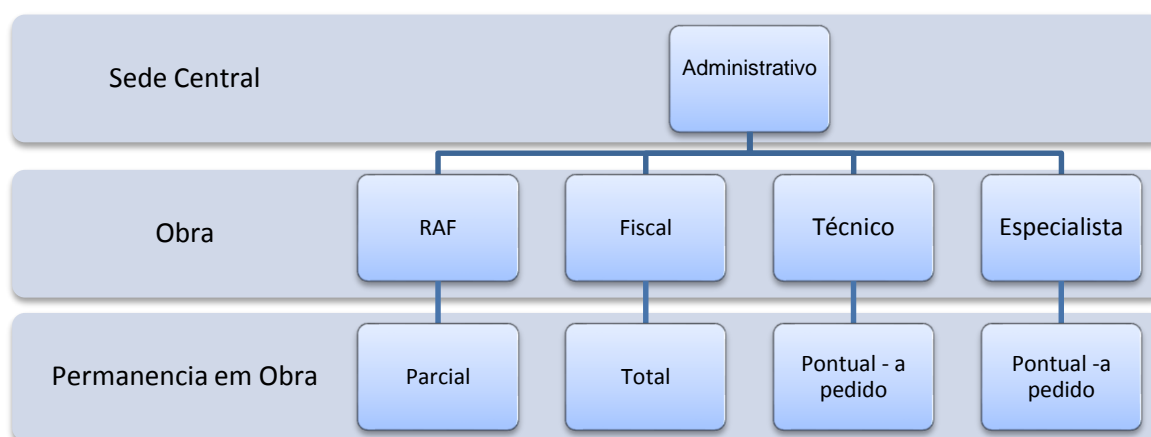 Sede Central
Administrativo
Obra
RAF
Fiscal
Técnico
Especialista
Permanencia em Obra
Parcial
Total
Pontual - a
pedido
Pontual -a
pedido